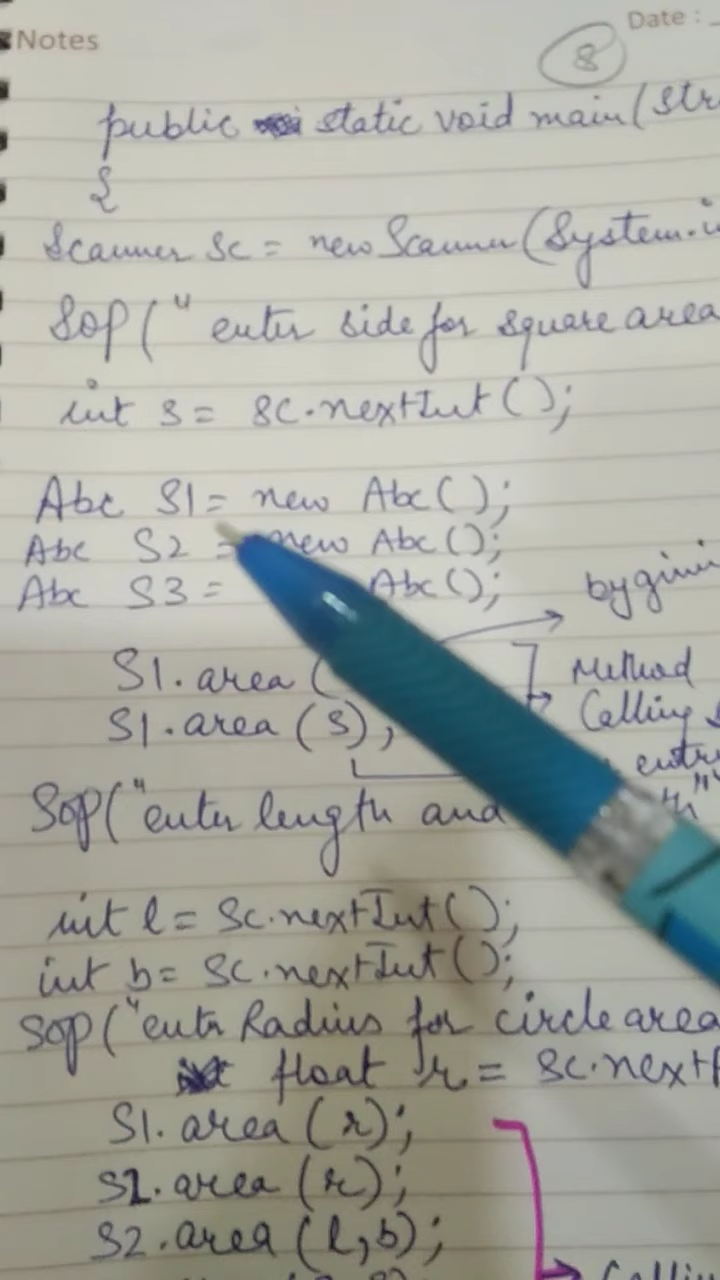 Notes
Date :
8
public static void main(Str
{
Scanner Sc = new Scanner(System.i
Sop(" enter side for square area
int s = sc.nextInt();
Abc S1 = new Abc();
Abc S2 = new Abc();
Abc S3 = Abc();
by
S1.area(
Method
S1.area(s);
Calling
Sop("enter length and th"
int l = Sc.nextInt();
int b = Sc.nextInt();
Sop("enter Radius for circle area
float r = Sc.next
S1.area(r);
S2.area(r);
S2.area(l,b);